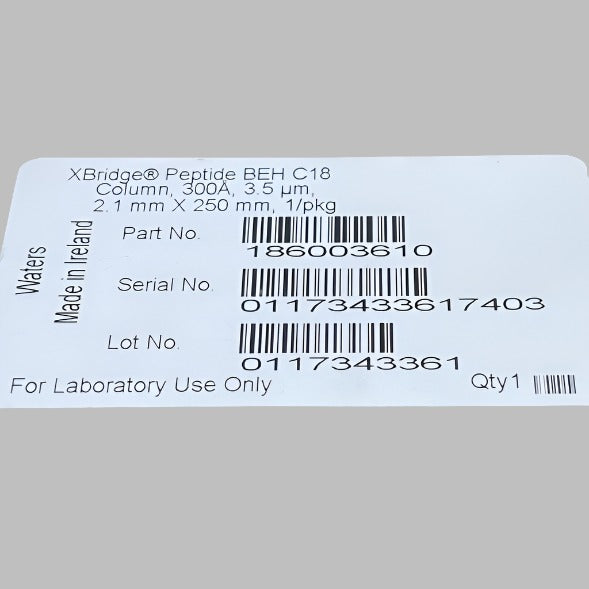 XBridge® Peptide BEH C18
Column, 300Å, 3.5 µm,
2.1 mm X 250 mm, 1/pkg
Waters
Made in Ireland
Part No.
186003610
Serial No.
01173433617403
Lot No.
0117343361
For Laboratory Use Only
Qty1